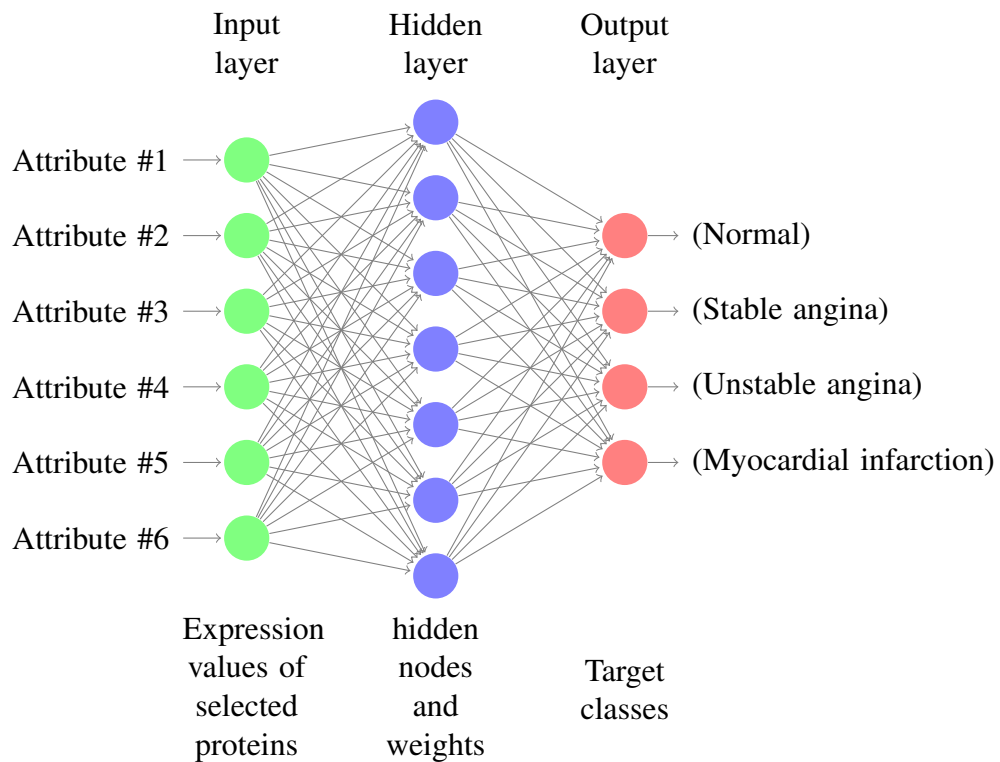 Input
layer
Hidden
layer
Output
layer
Attribute #1
Attribute #2
Attribute #3
Attribute #4
Attribute #5
Attribute #6
(Normal)
(Stable angina)
(Unstable angina)
(Myocardial infarction)
Expression
values of
selected
proteins
hidden
nodes
and
weights
Target
classes